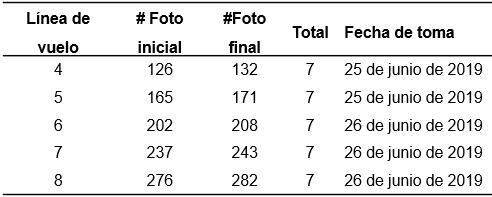 Línea de vuelo # Foto inicial #Foto final Total Fecha de toma
4 126 132 7 25 de junio de 2019
5 165 171 7 25 de junio de 2019
6 202 208 7 26 de junio de 2019
7 237 243 7 26 de junio de 2019
8 276 282 7 26 de junio de 2019